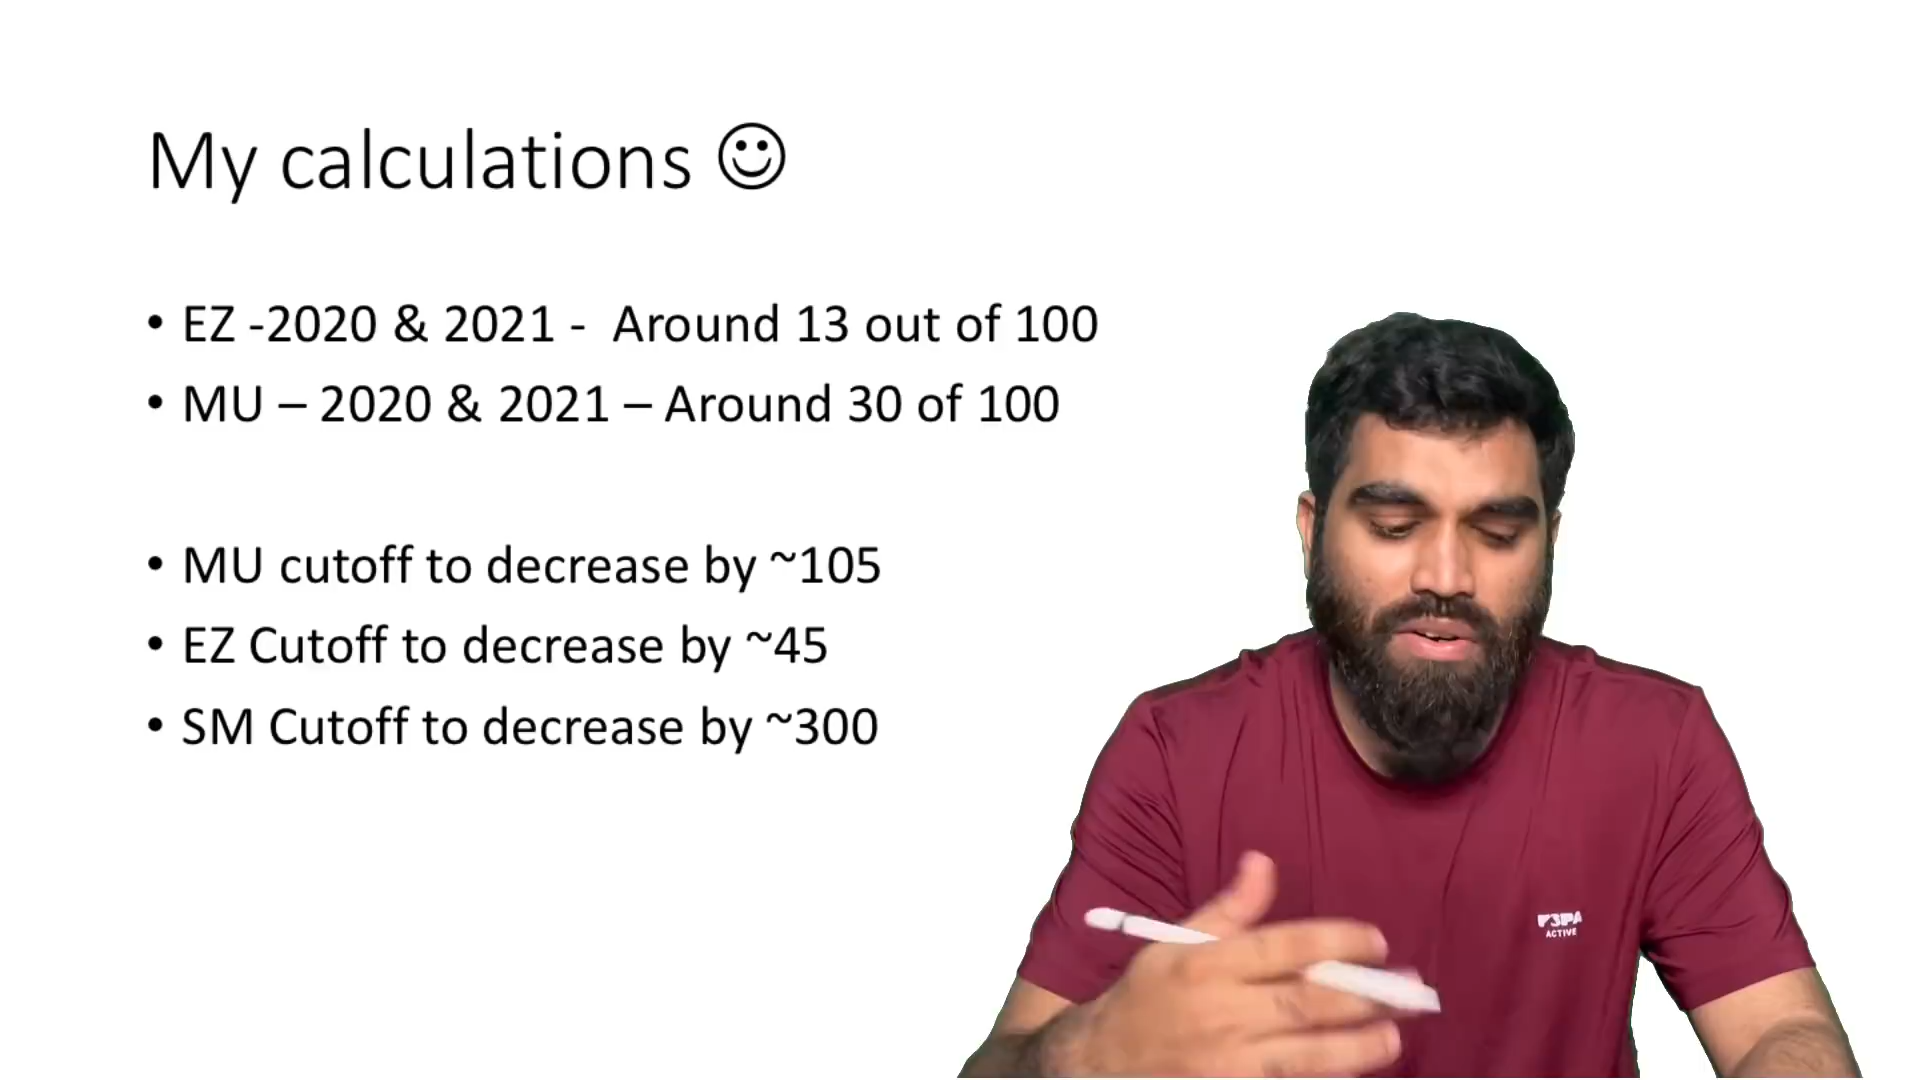 My calculations ☺
• EZ -2020 & 2021 -  Around 13 out of 100
• MU – 2020 & 2021 – Around 30 of 100
• MU cutoff to decrease by ~105
• EZ Cutoff to decrease by ~45
• SM Cutoff to decrease by ~300
ACTIVE